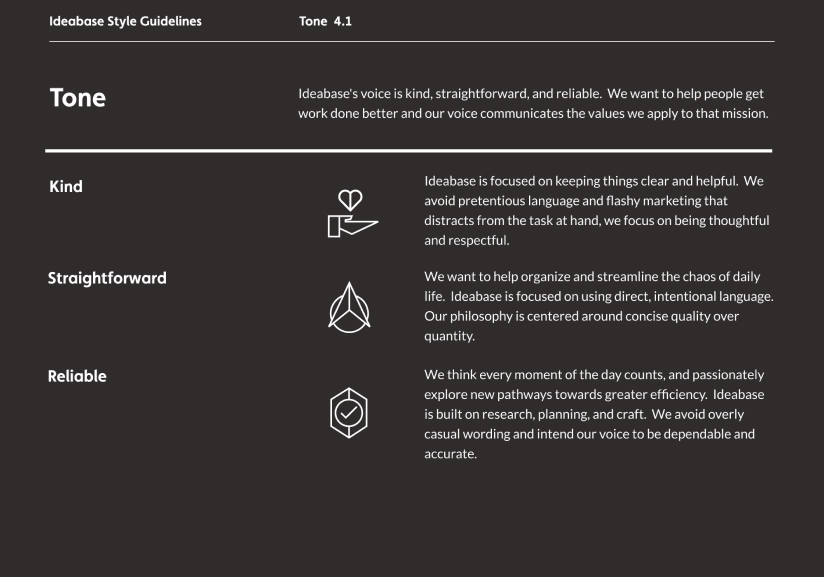 Ideabase Style Guidelines
Tone 4.1
Tone
Ideabase's voice is kind, straightforward, and reliable. We want to help people get
work done better and our voice communicates the values we apply to that mission.
Kind
Ideabase is focused on keeping things clear and helpful. We
avoid pretentious language and flashy marketing that
distracts from the task at hand, we focus on being thoughtful
and respectful.
Straightforward
We want to help organize and streamline the chaos of daily
life. Ideabase is focused on using direct, intentional language.
Our philosophy is centered around concise quality over
quantity.
Reliable
We think every moment of the day counts, and passionately
explore new pathways towards greater efficiency. Ideabase
is built on research, planning, and craft. We avoid overly
casual wording and intend our voice to be dependable and
accurate.